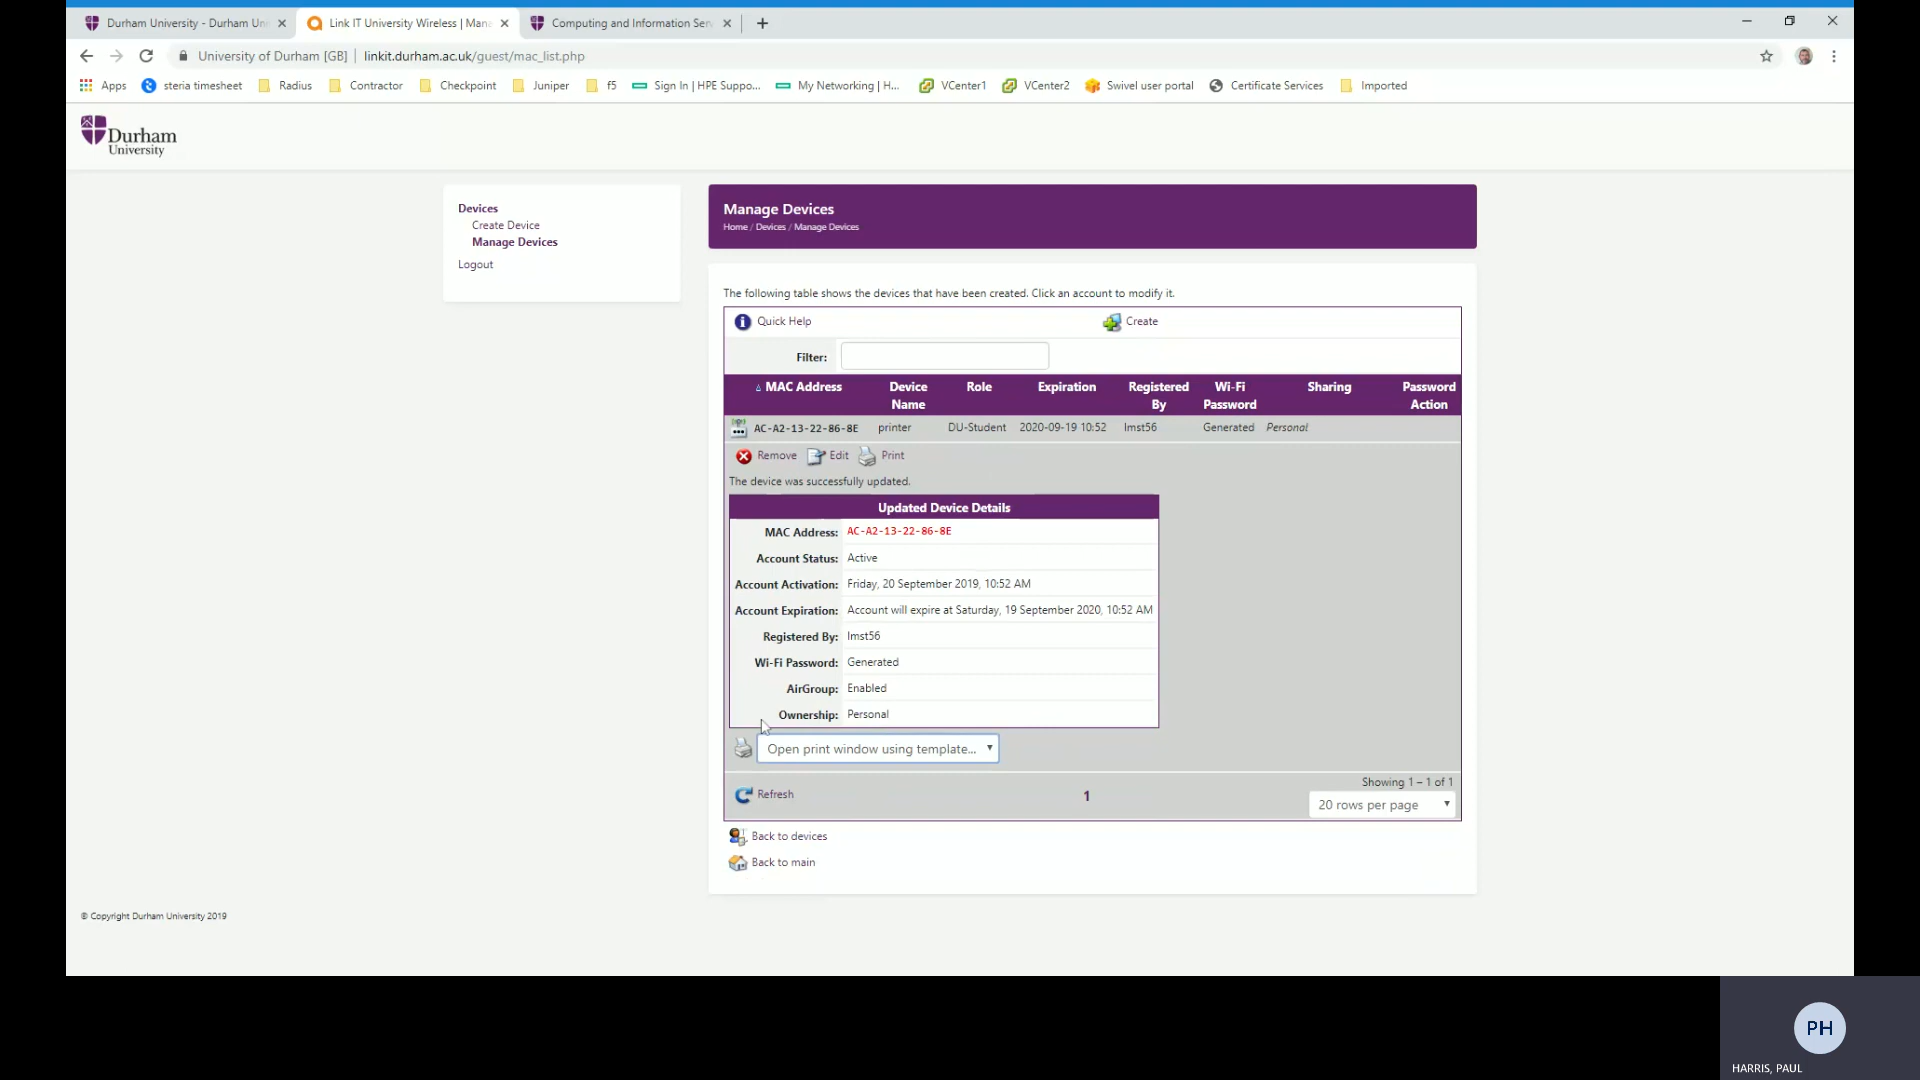 Durham University - Durham Un
Link IT University Wireless | Mana
Computing and Information Serv
University of Durham [GB] | linkit.durham.ac.uk/guest/mac_list.php
Apps steria timesheet Radius Contractor Checkpoint Juniper f5 Sign In | HPE Suppo... My Networking | H... VCenter1 VCenter2 Swivel user portal Certificate Services Imported
Durham
University
Devices
Create Device
Manage Devices
Logout
Manage Devices
Home / Devices / Manage Devices
The following table shows the devices that have been created. Click an account to modify it.
Quick Help Create
Filter:
MAC Address Device Name Role Expiration Registered By Wi-Fi Password Sharing Password Action
AC-A2-13-22-86-8E printer DU-Student 2020-09-19 10:52 lmst56 Generated Personal
Remove Edit Print
The device was successfully updated.
Updated Device Details
MAC Address: AC-A2-13-22-86-8E
Account Status: Active
Account Activation: Friday, 20 September 2019, 10:52 AM
Account Expiration: Account will expire at Saturday, 19 September 2020, 10:52 AM
Registered By: lmst56
Wi-Fi Password: Generated
AirGroup: Enabled
Ownership: Personal
Open print window using template...
Refresh 1 Showing 1 – 1 of 1
20 rows per page
Back to devices
Back to main
© Copyright Durham University 2019
PH
HARRIS, PAUL